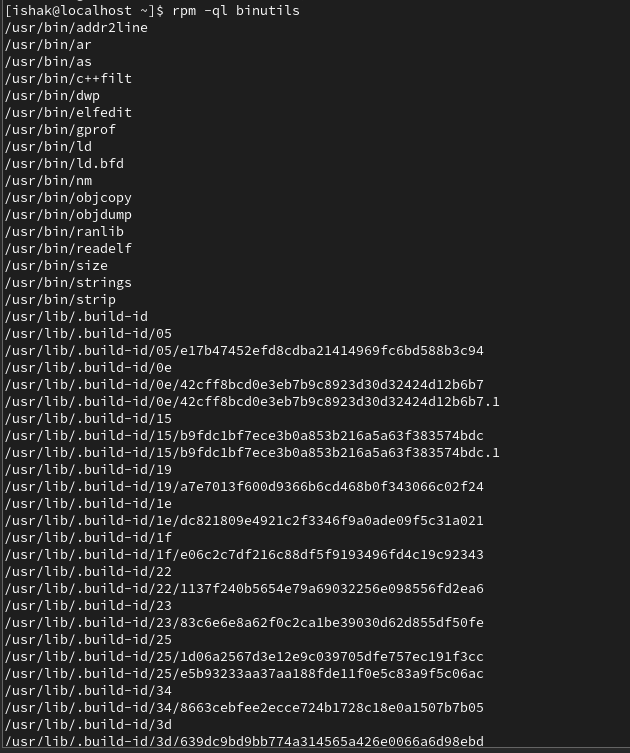 [ishak@localhost ~]$ rpm -ql binutils
/usr/bin/addr2line
/usr/bin/ar
/usr/bin/as
/usr/bin/c++filt
/usr/bin/dwp
/usr/bin/elfedit
/usr/bin/gprof
/usr/bin/ld
/usr/bin/ld.bfd
/usr/bin/nm
/usr/bin/objcopy
/usr/bin/objdump
/usr/bin/ranlib
/usr/bin/readelf
/usr/bin/size
/usr/bin/strings
/usr/bin/strip
/usr/lib/.build-id
/usr/lib/.build-id/05
/usr/lib/.build-id/05/e17b47452efd8cdba21414969fc6bd588b3c94
/usr/lib/.build-id/0e
/usr/lib/.build-id/0e/42cff8bcd0e3eb7b9c8923d30d32424d12b6b7
/usr/lib/.build-id/0e/42cff8bcd0e3eb7b9c8923d30d32424d12b6b7.1
/usr/lib/.build-id/15
/usr/lib/.build-id/15/b9fdc1bf7ece3b0a853b216a5a63f383574bdc
/usr/lib/.build-id/15/b9fdc1bf7ece3b0a853b216a5a63f383574bdc.1
/usr/lib/.build-id/19
/usr/lib/.build-id/19/a7e7013f600d9366b6cd468b0f343066c02f24
/usr/lib/.build-id/1e
/usr/lib/.build-id/1e/dc821809e4921c2f3346f9a0ade09f5c31a021
/usr/lib/.build-id/1f
/usr/lib/.build-id/1f/e06c2c7df216c88df5f9193496fd4c19c92343
/usr/lib/.build-id/22
/usr/lib/.build-id/22/1137f240b5654e79a69032256e098556fd2ea6
/usr/lib/.build-id/23
/usr/lib/.build-id/23/83c6e6e8a62f0c2ca1be39030d62d855df50fe
/usr/lib/.build-id/25
/usr/lib/.build-id/25/1d06a2567d3e12e9c039705dfe757ec191f3cc
/usr/lib/.build-id/25/e5b93233aa37aa188fde11f0e5c83a9f5c06ac
/usr/lib/.build-id/34
/usr/lib/.build-id/34/8663cebfee2ecce724b1728c18e0a1507b7b05
/usr/lib/.build-id/3d
/usr/lib/.build-id/3d/639dc9bd9bb774a314565a426e0066a6d98ebd